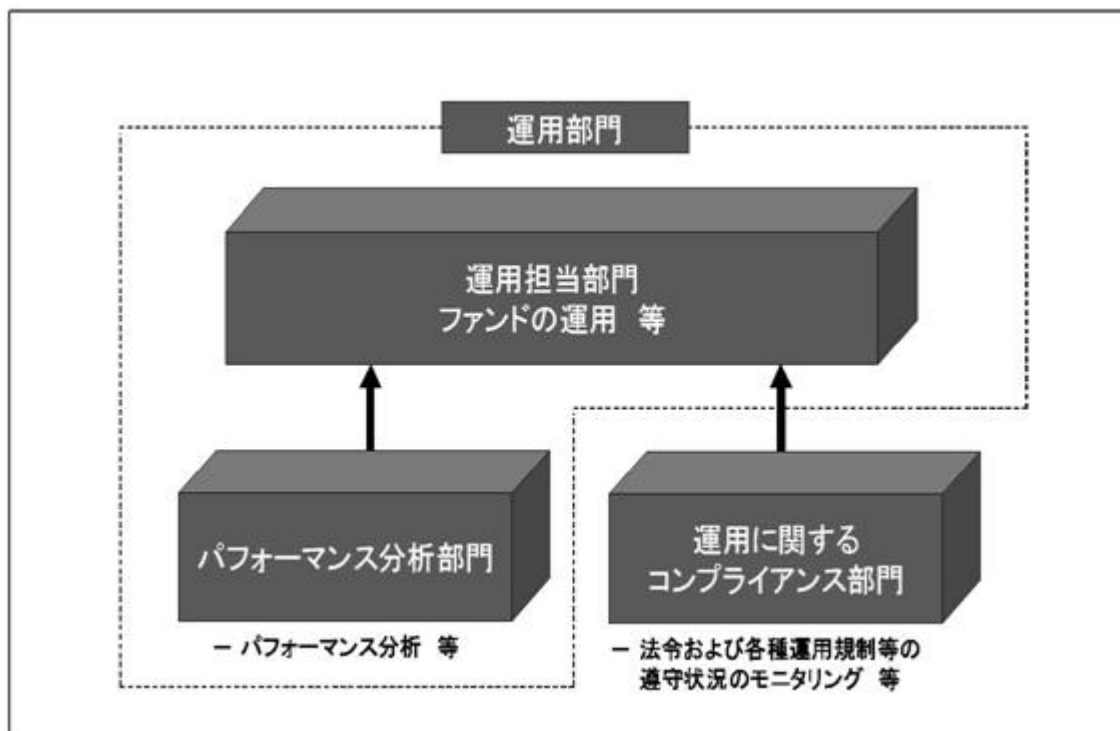 運用部門
運用担当部門
ファンドの運用 等
パフォーマンス分析部門
－ パフォーマンス分析 等
運用に関する
コンプライアンス部門
－ 法令および各種運用規制等の
遵守状況のモニタリング 等